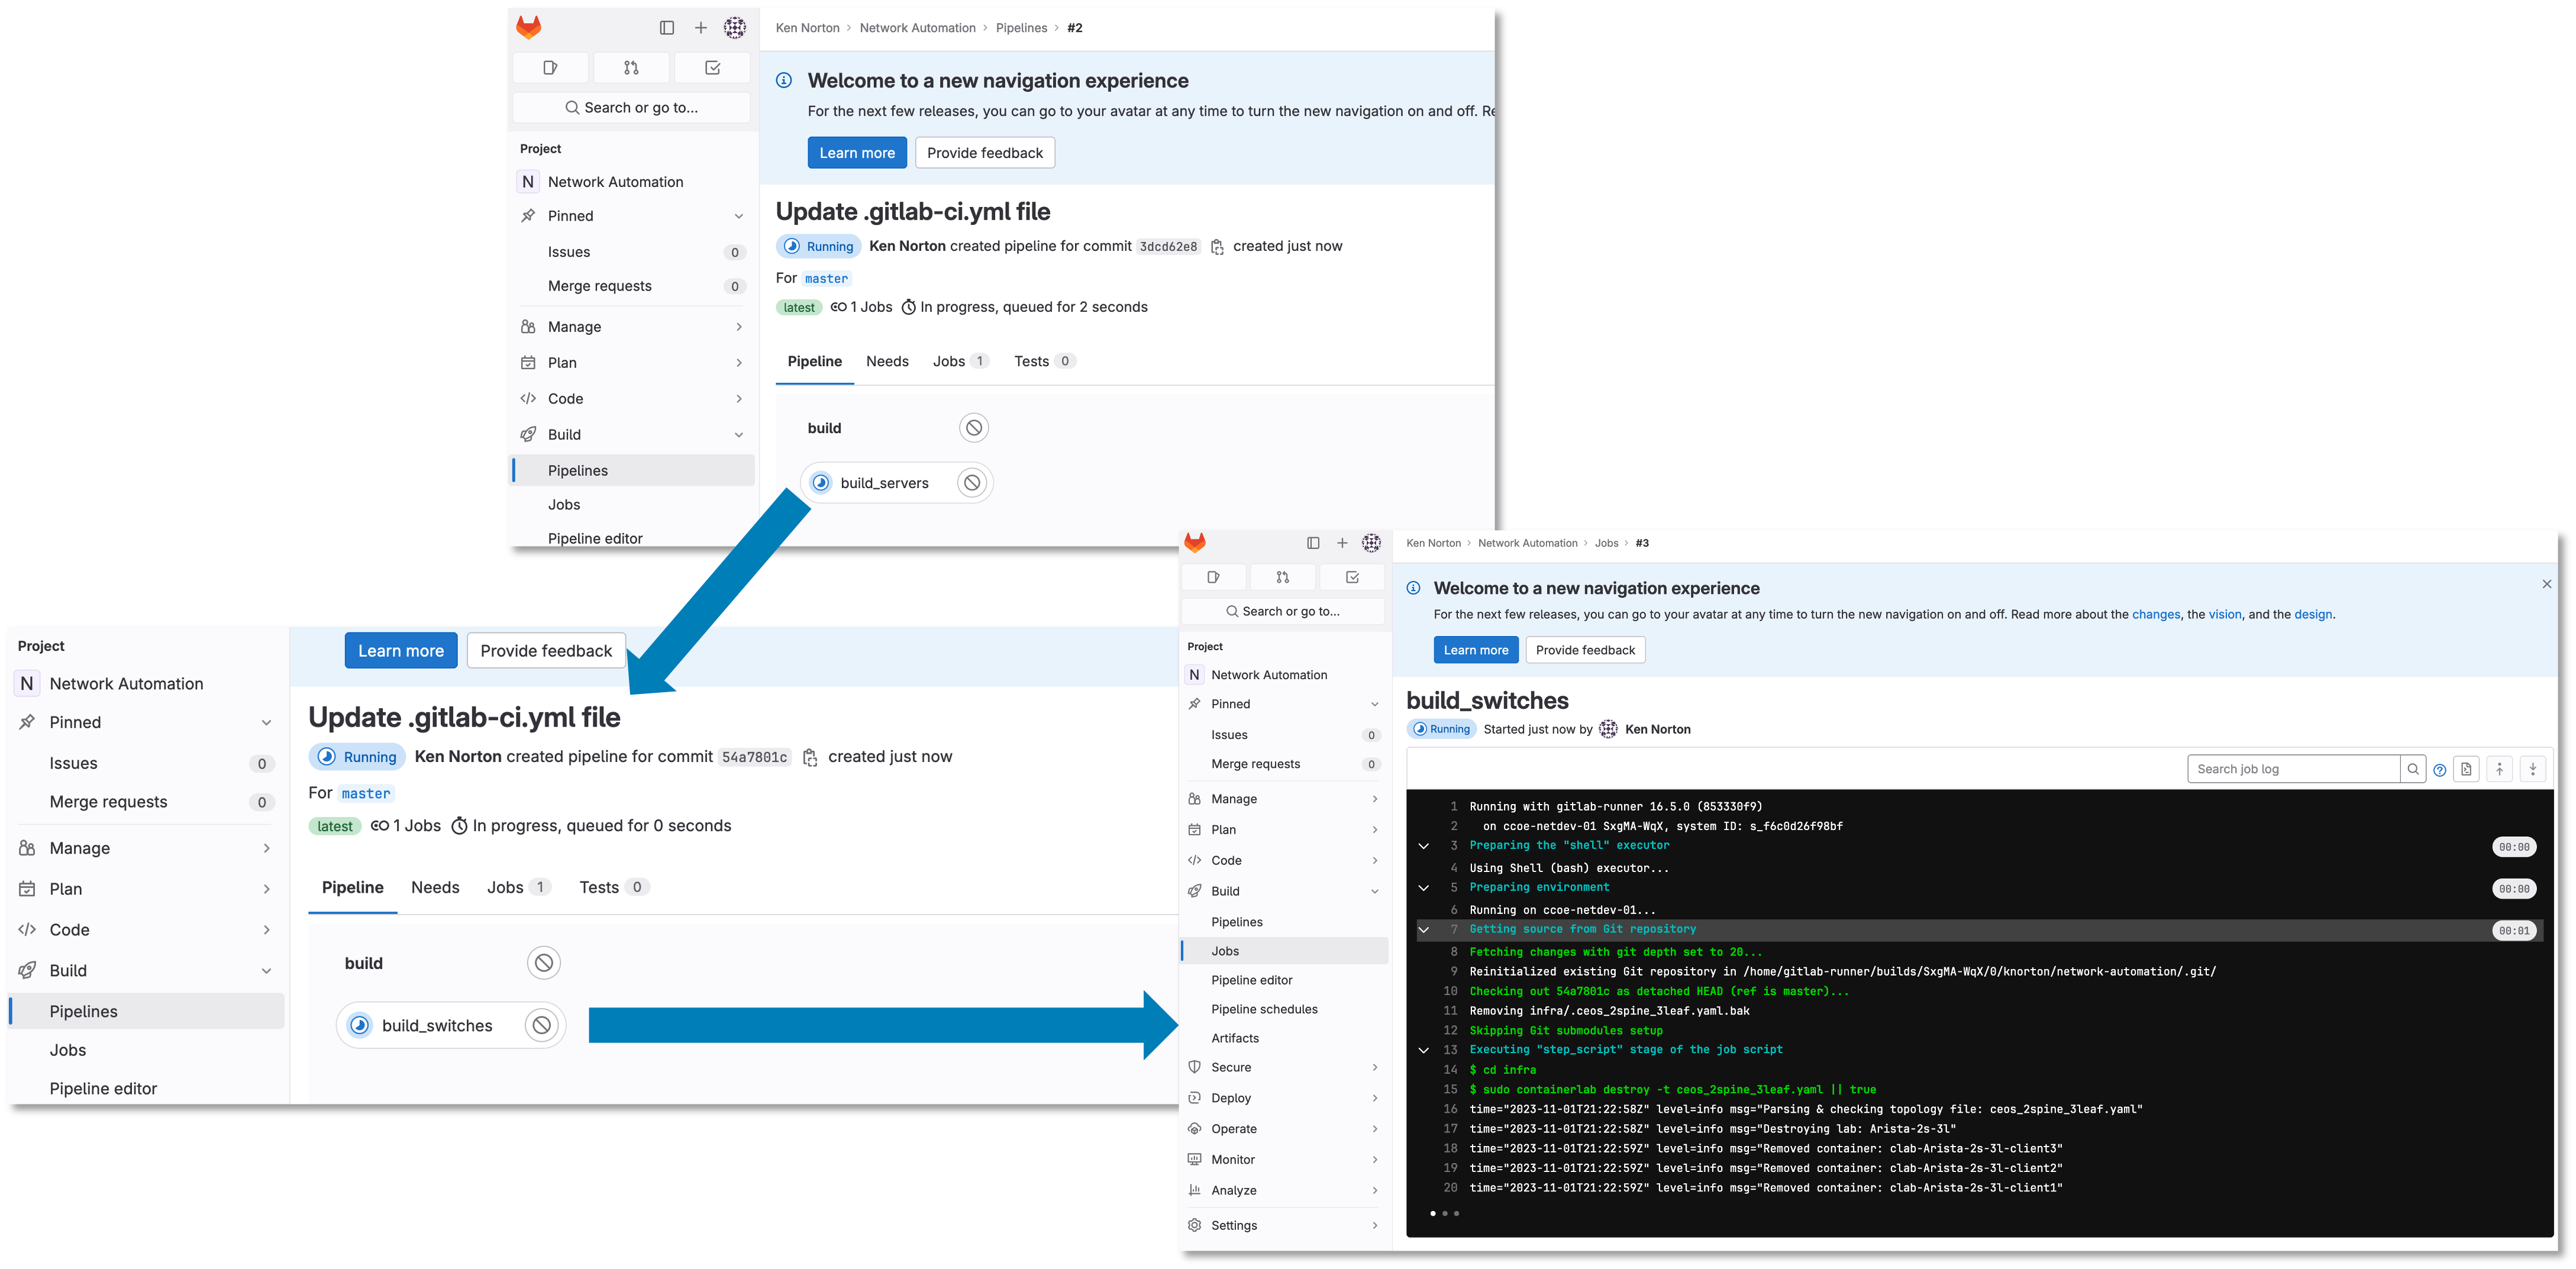 Ken Norton > Network Automation > Pipelines > #2
Search or go to...
Project
N Network Automation
Pinned
Issues 0
Merge requests 0
Manage
Plan
Code
Build
Pipelines
Jobs
Pipeline editor
Welcome to a new navigation experience
For the next few releases, you can go to your avatar at any time to turn the new navigation on and off.
Learn more Provide feedback
Update .gitlab-ci.yml file
Running Ken Norton created pipeline for commit 3dcd62e8 created just now
For master
latest 1 Jobs In progress, queued for 2 seconds
Pipeline Needs Jobs 1 Tests 0
build
build_servers
Project
N Network Automation
Pinned
Issues 0
Merge requests 0
Manage
Plan
Code
Build
Pipelines
Jobs
Pipeline editor
Learn more Provide feedback
Update .gitlab-ci.yml file
Running Ken Norton created pipeline for commit 54a7801c created just now
For master
latest 1 Jobs In progress, queued for 0 seconds
Pipeline Needs Jobs 1 Tests 0
build
build_switches
Ken Norton > Network Automation > Jobs > #3
Search or go to...
Project
N Network Automation
Pinned
Issues 0
Merge requests 0
Manage
Plan
Code
Build
Pipelines
Jobs
Pipeline editor
Pipeline schedules
Artifacts
Secure
Deploy
Operate
Monitor
Analyze
Settings
Welcome to a new navigation experience
For the next few releases, you can go to your avatar at any time to turn the new navigation on and off. Read more about the changes, the vision, and the design.
Learn more Provide feedback
build_switches
Running Started just now by Ken Norton
Search job log
1 Running with gitlab-runner 16.5.0 (853330f9)
2 on ccoe-netdev-01 SxgMA-WqX, system ID: s_f6c0d26f98bf
3 Preparing the "shell" executor 00:00
4 Using Shell (bash) executor...
5 Preparing environment 00:00
6 Running on ccoe-netdev-01...
7 Getting source from Git repository 00:01
8 Fetching changes with git depth set to 20...
9 Reinitialized existing Git repository in /home/gitlab-runner/builds/SxgMA-WqX/0/knorton/network-automation/.git/
10 Checking out 54a7801c as detached HEAD (ref is master)...
11 Removing infra/.ceos_2spine_3leaf.yaml.bak
12 Skipping Git submodules setup
13 Executing "step_script" stage of the job script
14 $ cd infra
15 $ sudo containerlab destroy -t ceos_2spine_3leaf.yaml || true
16 time="2023-11-01T21:22:58Z" level=info msg="Parsing & checking topology file: ceos_2spine_3leaf.yaml"
17 time="2023-11-01T21:22:58Z" level=info msg="Destroying lab: Arista-2s-3l"
18 time="2023-11-01T21:22:59Z" level=info msg="Removed container: clab-Arista-2s-3l-client3"
19 time="2023-11-01T21:22:59Z" level=info msg="Removed container: clab-Arista-2s-3l-client2"
20 time="2023-11-01T21:22:59Z" level=info msg="Removed container: clab-Arista-2s-3l-client1"